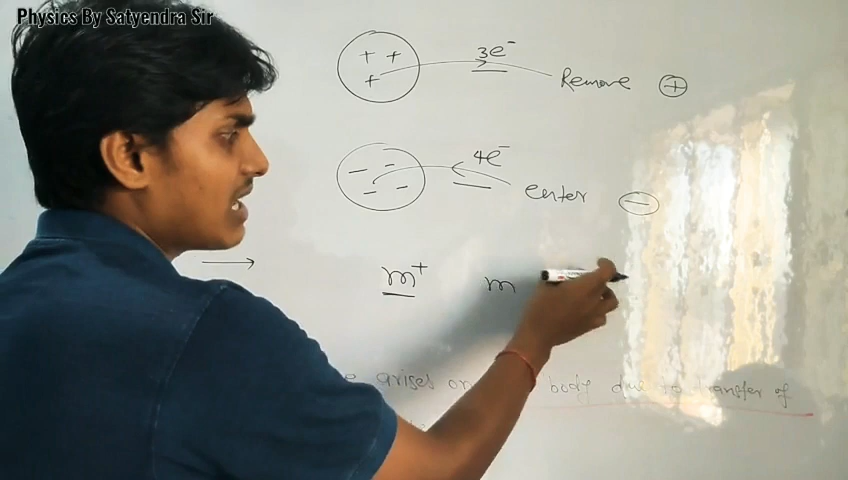 Physics By Satyendra Sir
+ + 3e⁻
+ Remove ⊕
4e⁻
- - - -
enter ⊖
→
m⁺ m
arises on body due to transfer of